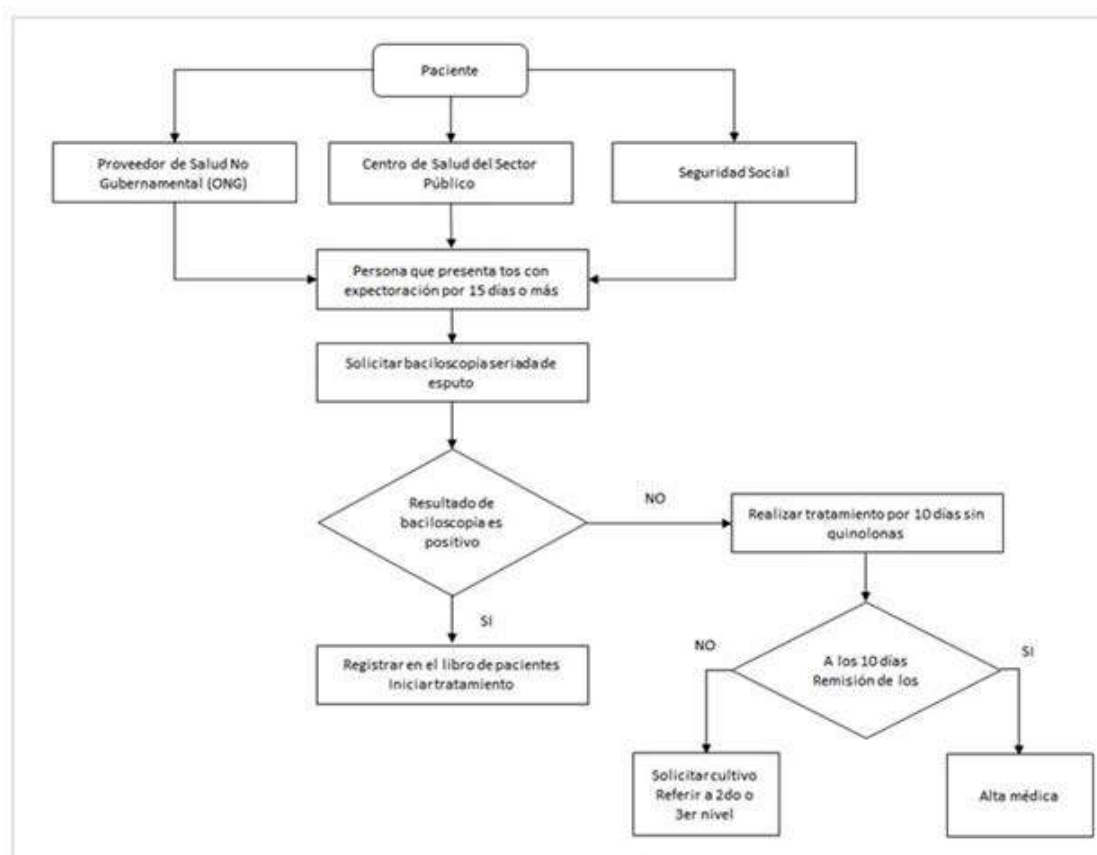 Paciente
Proveedor de Salud No
Gubernamental (ONG)
Centro de Salud del Sector
Público
Seguridad Social
Persona que presenta tos con
expectoración por 15 días o más
Solicitar baciloscopía seriada de
esputo
Resultado de
baciloscopía es
positivo
NO
Realizar tratamiento por 10 días sin
quinolonas
SI
Registrar en el libro de pacientes
Iniciar tratamiento
NO
A los 10 días
Remisión de los
SI
Solicitar cultivo
Referir a 2do o
3er nivel
Alta médica